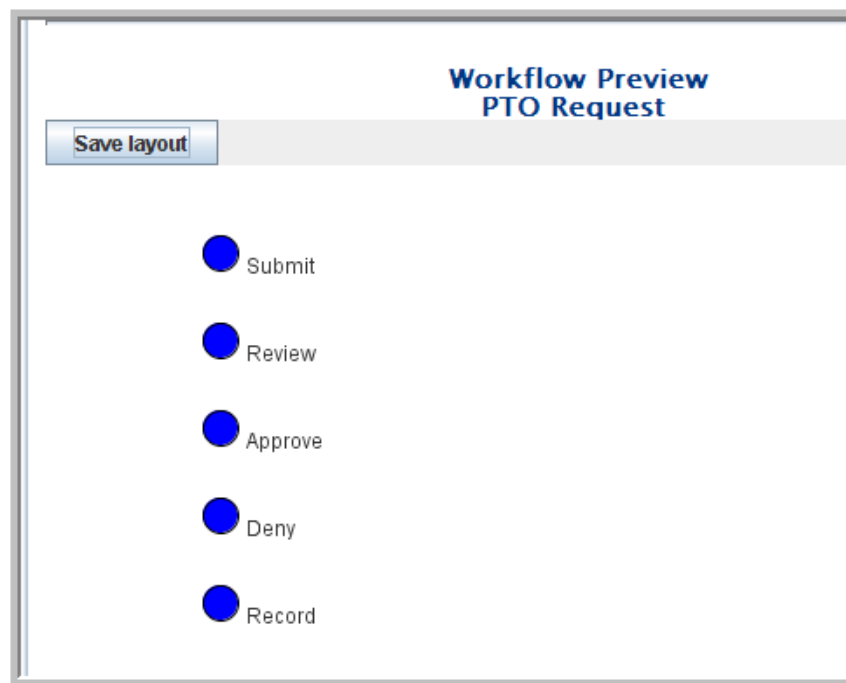 Workflow Preview
PTO Request
Save layout
Submit
Review
Approve
Deny
Record